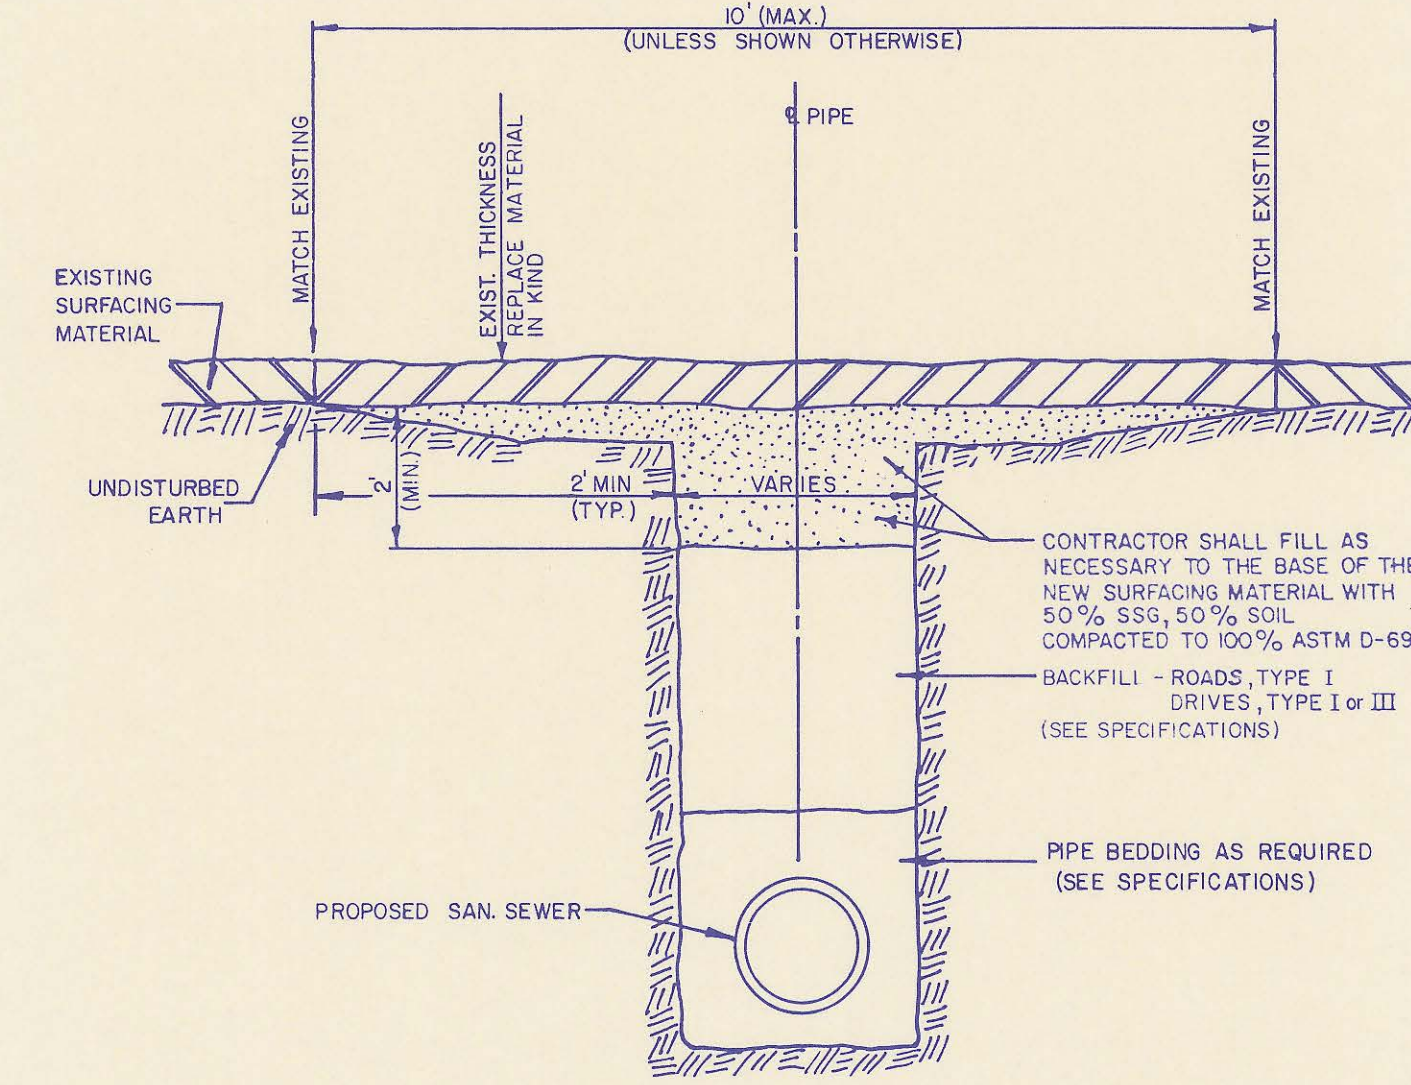 10' (MAX.)
(UNLESS SHOWN OTHERWISE)
℄ PIPE
MATCH EXISTING
EXIST. THICKNESS
REPLACE MATERIAL
IN KIND
MATCH EXISTING
EXISTING
SURFACING
MATERIAL
UNDISTURBED
EARTH
2'
(MIN.)
2' MIN
(TYP.)
VARIES
CONTRACTOR SHALL FILL AS
NECESSARY TO THE BASE OF THE
NEW SURFACING MATERIAL WITH
50% SSG, 50% SOIL
COMPACTED TO 100% ASTM D-69
BACKFILL - ROADS, TYPE I
DRIVES, TYPE I or III
(SEE SPECIFICATIONS)
PIPE BEDDING AS REQUIRED
(SEE SPECIFICATIONS)
PROPOSED SAN. SEWER